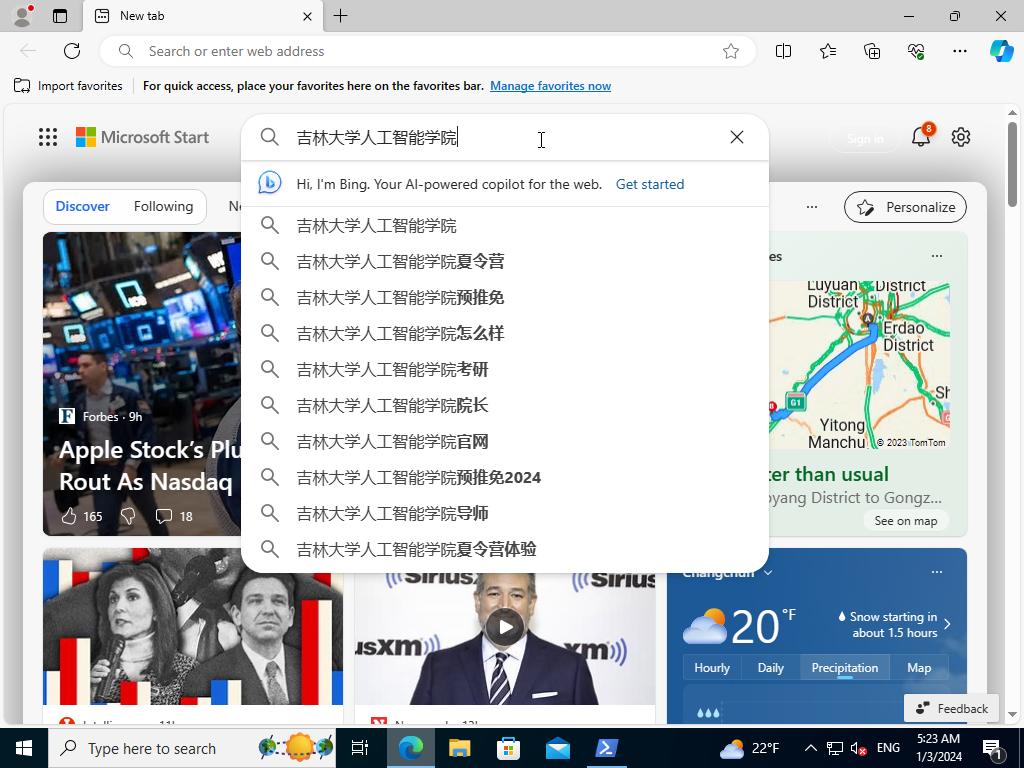 New tab
Search or enter web address
Import favorites
For quick access, place your favorites here on the favorites bar. Manage favorites now
Microsoft Start
吉林大学人工智能学院
Sign in
8
Hi, I'm Bing. Your AI-powered copilot for the web. Get started
Discover
Following
Personalize
吉林大学人工智能学院
吉林大学人工智能学院夏令营
吉林大学人工智能学院预推免
吉林大学人工智能学院怎么样
吉林大学人工智能学院考研
吉林大学人工智能学院院长
吉林大学人工智能学院官网
吉林大学人工智能学院预推免2024
吉林大学人工智能学院导师
吉林大学人工智能学院夏令营体验
Forbes · 9h
Apple Stock's Plu
Rout As Nasdaq
165
18
Luyuan District
District
Erdao District
G1
Yitong Manchu
© 2023 TomTom
ter than usual
oyang District to Gongz...
See on map
Changchun
20 °F
Snow starting in
about 1.5 hours
Hourly
Daily
Precipitation
Map
SiriusXM
Feedback
Type here to search
22°F
ENG
5:23 AM
1/3/2024
1